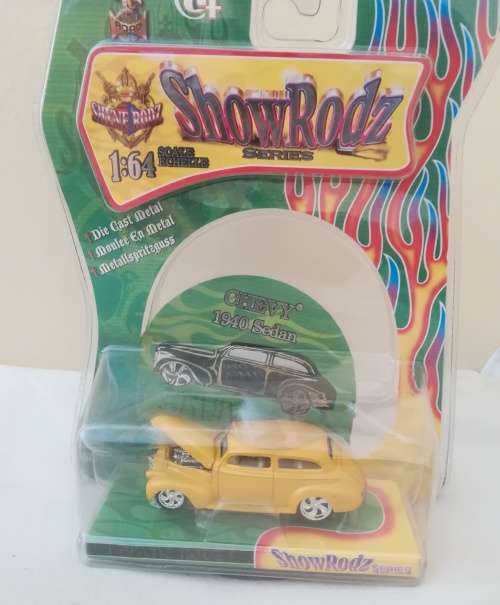 SHANE RODZ
ShowRodz
SERIES
1:64 SCALE
ECHELLE
Die Cast Metal
Moulee En Metal
Metallspritzguss
CHEVY®
1940 Sedan
ShowRodz SERIES